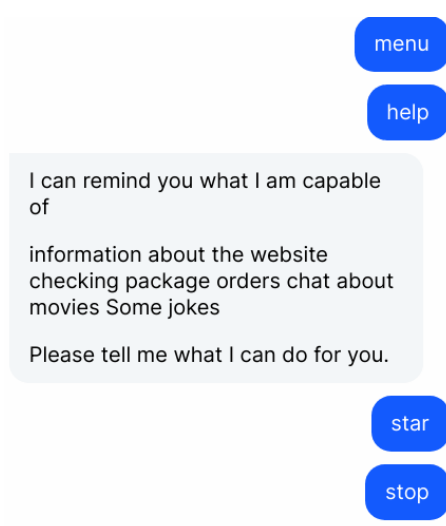 menu
help
I can remind you what I am capable
of
information about the website
checking package orders chat about
movies Some jokes
Please tell me what I can do for you.
star
stop